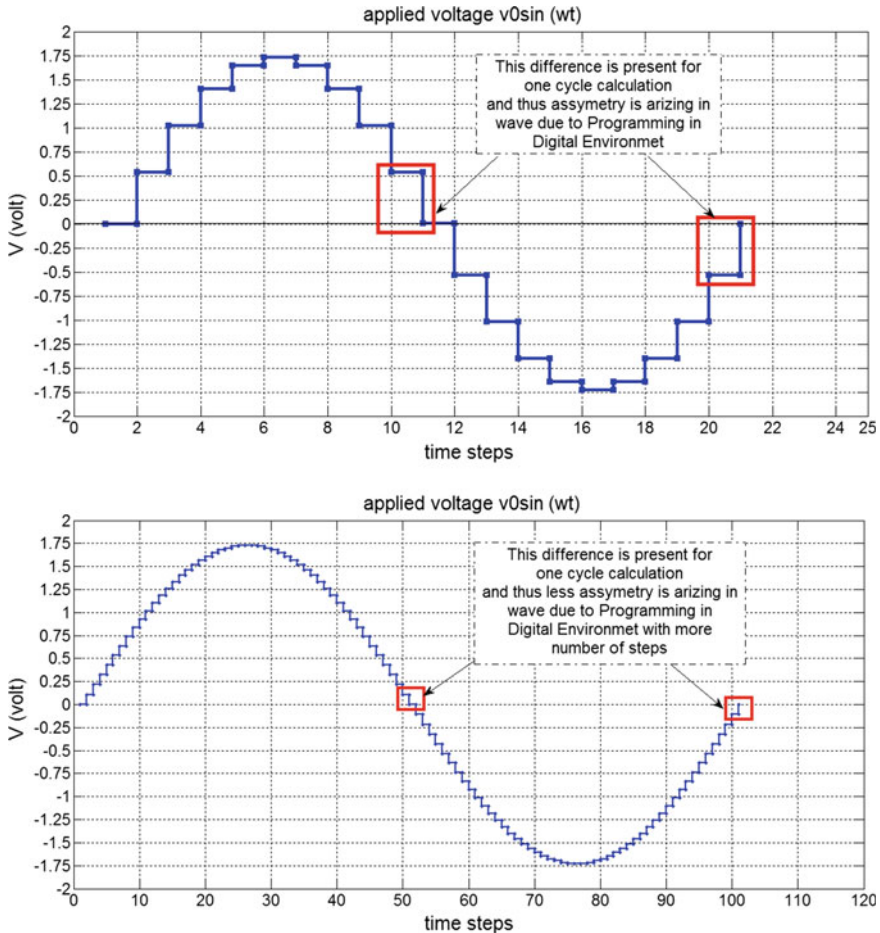 applied voltage v0sin (wt)
2
1.75
1.5
1.25
1
0.75
0.5
0.25
0
-0.25
-0.5
-0.75
-1
-1.25
-1.5
-1.75
-2
V (volt)
This difference is present for
one cycle calculation
and thus assymetry is arizing in
wave due to Programming in
Digital Environmet
0 2 4 6 8 10 12 14 16 18 20 22 24 25
time steps
applied voltage v0sin (wt)
2
1.75
1.5
1.25
1
0.75
0.5
0.25
0
-0.25
-0.5
-0.75
-1
-1.25
-1.5
-1.75
-2
V (volt)
This difference is present for
one cycle calculation
and thus less assymetry is arizing in
wave due to Programming in
Digital Environmet with more
number of steps
0 10 20 30 40 50 60 70 80 90 100 110 120
time steps